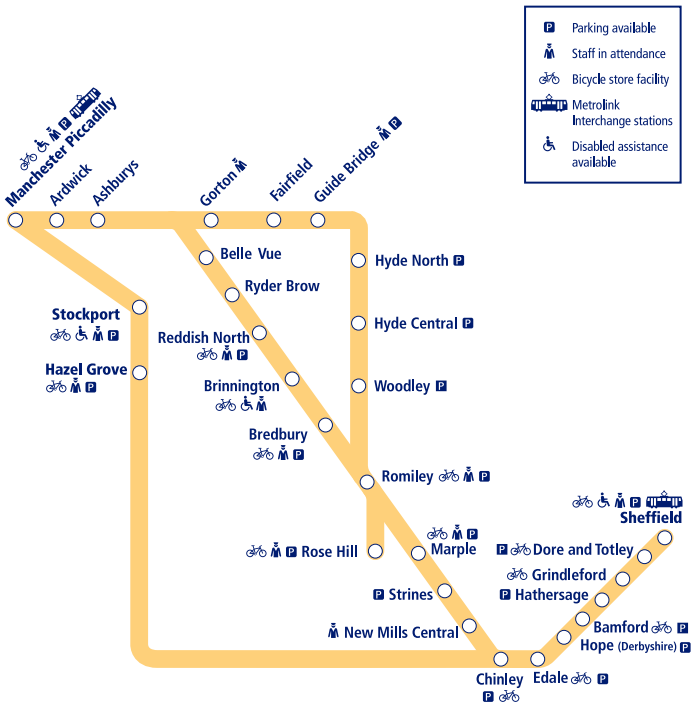 P Parking available
Staff in attendance
Bicycle store facility
Metrolink
Interchange stations
Disabled assistance
available
P
Manchester Piccadilly
Ardwick
Ashburys
Gorton
Fairfield
Guide Bridge P
Belle Vue
Hyde North P
Ryder Brow
Stockport
P
Hyde Central P
Reddish North
P
Hazel Grove
P
Brinnington
Woodley P
Bredbury
P
Romiley P
P
Sheffield
P
Marple
P Rose Hill
P Dore and Totley
Grindleford
P Strines
P Hathersage
New Mills Central
Bamford P
Hope (Derbyshire) P
Chinley
P
Edale P